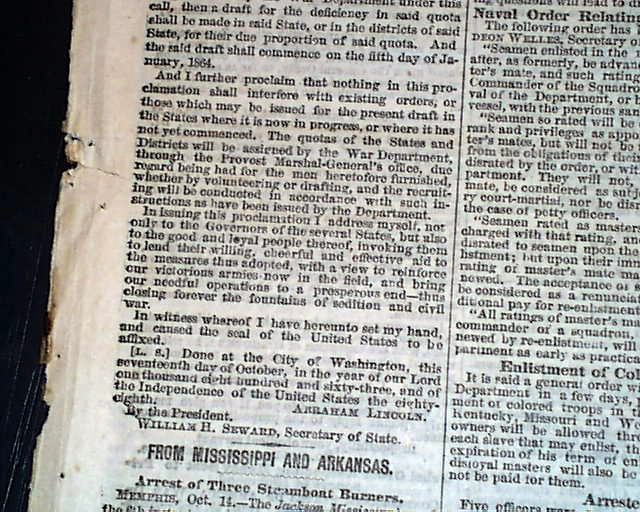 War Department under this
call, then a draft for the deficiency in said quota
shall be made in said State, or in the districts of said
State, for their due proportion of said quota. And
the said draft shall commence on the fifth day of Ja-
nuary, 1864.
And I further proclaim that nothing in this pro-
clamation shall interfere with existing orders, or
those which may be issued for the present draft in
the States where it is now in progress, or where it has
not yet commenced. The quotas of the States and
Districts will be assigned by the War Department,
through the Provost Marshal-General's office, due
regard being had for the men heretofore furnished,
whether by volunteering or drafting, and the recruit-
ing will be conducted in accordance with such in-
structions as have been issued by the Department.
In issuing this proclamation I address myself, not
only to the Governors of the several States, but also
to the good and loyal people thereof, invoking them
to lend their willing, cheerful and effective aid to
the measures thus adopted, with a view to reinforce
our victorious armies now in the field, and bring
our needful operations to a prosperous end—thus
closing forever the fountains of sedition and civil
war.
In witness whereof I have hereunto set my hand,
and caused the seal of the United States to be
affixed.
[L. S.] Done at the City of Washington, this
seventeenth day of October, in the year of our Lord
one thousand eight hundred and sixty-three, and of
the Independence of the United States the eighty-
eighth. ABRAHAM LINCOLN.
By the President.
WILLIAM H. SEWARD, Secretary of State.
FROM MISSISSIPPI AND ARKANSAS.
Arrest of Three Steamboat Burners.
MEMPHIS, Oct. 14.—The Jackson
Naval Order Relatin
The following order has
DEON WELLES, Secretary o
"Seamen enlisted in the
after, as formerly, be advan
ter's mate, and such rating
Commander of the Squadro
val of the Department, or t
vessel, with the previous san
"Seamen so rated will be
rank and privileges as appo
ter's mates, but will not be
from the obligations of thei
disrated by the order, or wit
partment. They will not,
mate, be considered as subj
ry court-martial, nor be disr
the case of petty officers.
"Seamen rated as masters
charged with that rating, an
disrated to seamen upon the
listment; but upon their imm
rating of master's mate ma
newed. The acceptance o
be considered as a renuncia
ditional pay for re-enlistment
"All ratings of master's m
commander of a squadron,
newed by re-enlistment, will
partment as early as practic
Enlistment of Col
It is said a general order w
Department in a few days,
ment of colored troops in
Kentucky, Missouri and W
owners will be allowed thr
each slave that may enlist, th
expiration of his term of en
disloyal masters will also be
not be paid for them.
Arreste
Five officers were